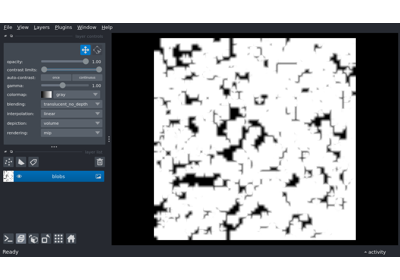 File View Layers Plugins Window Help
opacity: 1.00
contrast limits:
auto-contrast: once continuous
gamma: 1.00
colormap: gray
blending: translucent_no_depth
interpolation: linear
depiction: volume
rendering: mip
blobs
Ready
activity